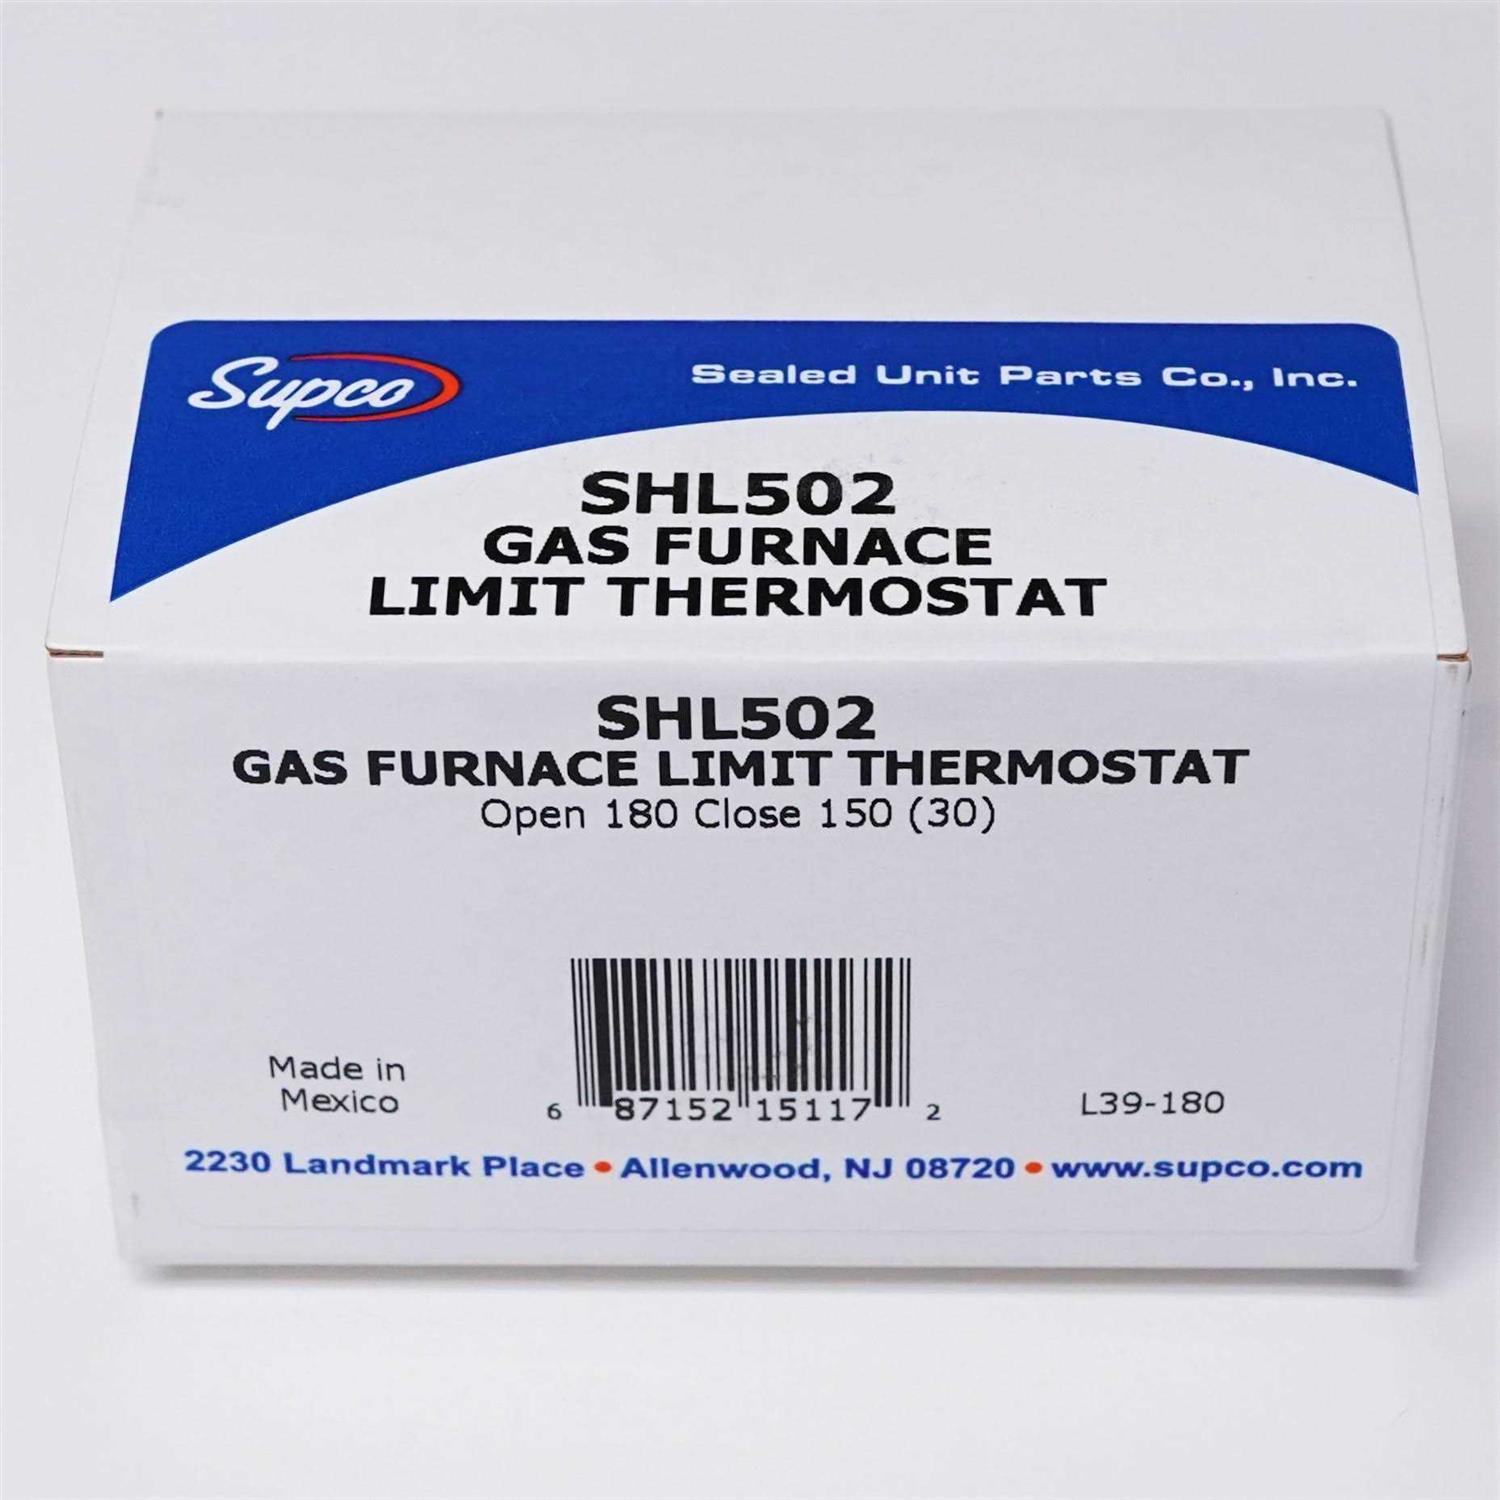 Supco
Sealed Unit Parts Co., Inc.
SHL502
GAS FURNACE
LIMIT THERMOSTAT
SHL502
GAS FURNACE LIMIT THERMOSTAT
Open 180 Close 150 (30)
Made in
Mexico
6 87152 15117 2
L39-180
2230 Landmark Place • Allenwood, NJ 08720 • www.supco.com